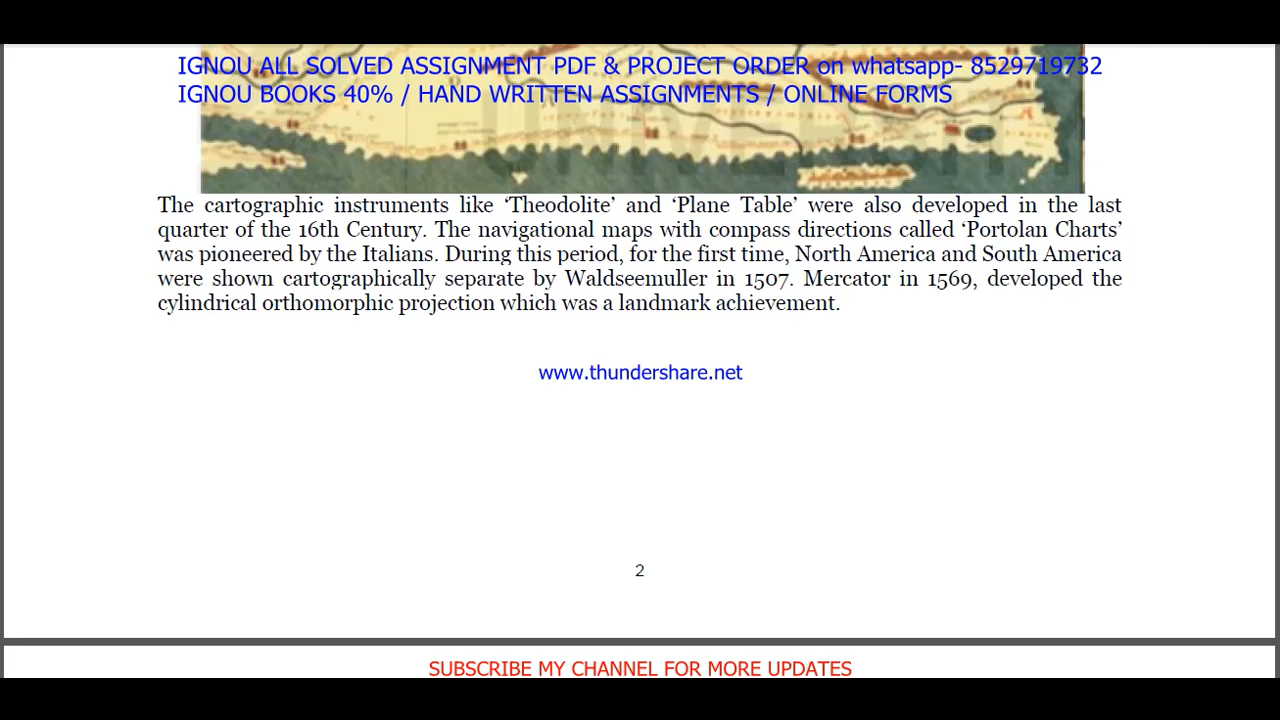 IGNOU ALL SOLVED ASSIGNMENT PDF & PROJECT ORDER on whatsapp- 8529719732
IGNOU BOOKS 40% / HAND WRITTEN ASSIGNMENTS / ONLINE FORMS
The cartographic instruments like ‘Theodolite’ and ‘Plane Table’ were also developed in the last
quarter of the 16th Century. The navigational maps with compass directions called ‘Portolan Charts’
was pioneered by the Italians. During this period, for the first time, North America and South America
were shown cartographically separate by Waldseemuller in 1507. Mercator in 1569, developed the
cylindrical orthomorphic projection which was a landmark achievement.
www.thundershare.net
2
SUBSCRIBE MY CHANNEL FOR MORE UPDATES